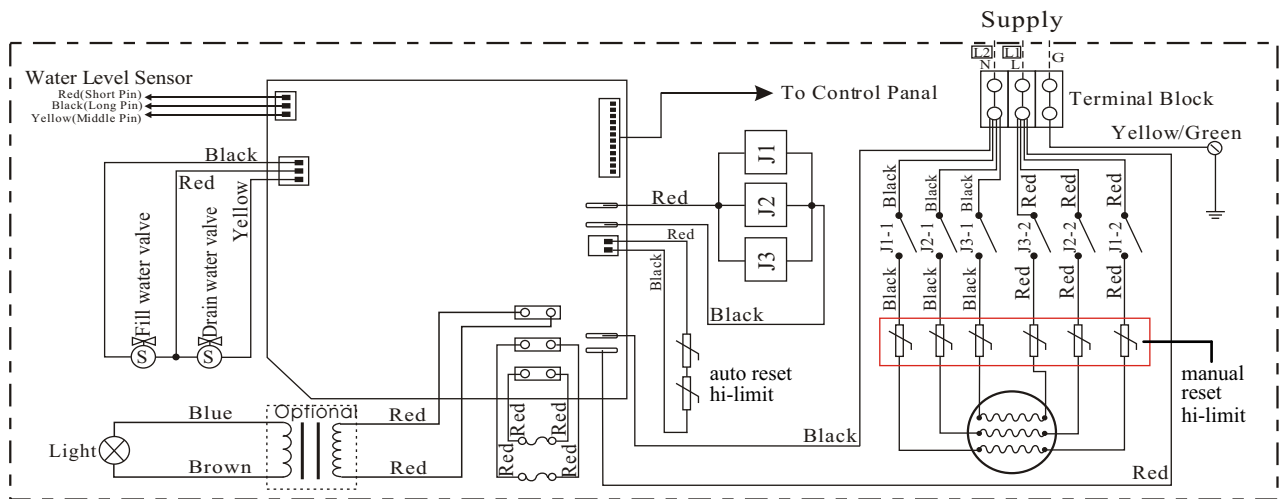 Supply
L2
L1
N
L
G
Water Level Sensor
Red(Short Pin)
Black(Long Pin)
Yellow(Middle Pin)
To Control Panal
Terminal Block
Yellow/Green
Black
Red
Yellow
Fill water valve
Drain water valve
S
S
Red
J1
J2
J3
Red
Black
Black
Black
Black
Black
Red
Red
Red
J1-1
J2-1
J3-1
J3-2
J2-2
J1-2
Black
Black
Black
Red
Red
Red
auto reset
hi-limit
manual
reset
hi-limit
Optional
Blue
Red
Light
Brown
Red
Red
Red
Red
Red
Black
Red